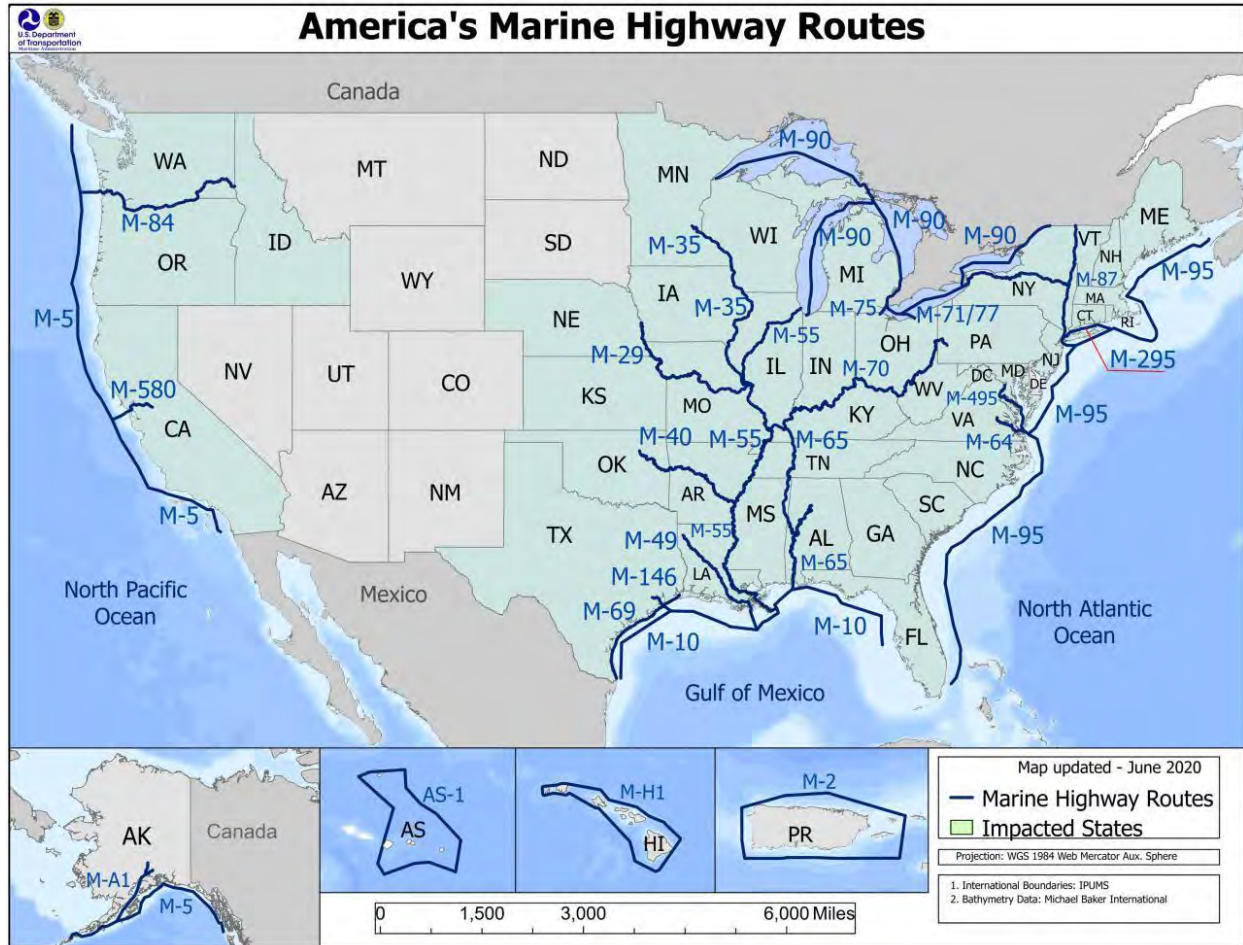 America's Marine Highway Routes
U.S. Department
of Transportation
Maritime Administration
Canada
M-90
WA
MT
ND
MN
ME
M-84
M-90
M-90
M-90
VT
NH
OR
ID
SD
M-35
WI
MI
NY
M-87
M-95
WY
MA
M-5
IA
M-35
M-75
M-71/77
CT
RI
NE
M-55
OH
PA
M-29
IL
IN
M-70
NJ
M-295
NV
UT
CO
DC
MD
DE
M-580
KS
WV
M-495
CA
MO
KY
VA
M-95
M-40
M-55
M-65
M-64
OK
TN
NC
AZ
NM
AR
MS
SC
M-5
TX
M-49
M-55
AL
GA
M-95
M-65
M-146
LA
North Pacific
Ocean
Mexico
M-69
M-10
M-10
FL
North Atlantic
Ocean
Gulf of Mexico
AK
Canada
M-A1
M-5
AS-1
AS
M-H1
HI
M-2
PR
0
1,500
3,000
6,000 Miles
Map updated - June 2020
Marine Highway Routes
Impacted States
Projection: WGS 1984 Web Mercator Aux. Sphere
1. International Boundaries: IPUMS
2. Bathymetry Data: Michael Baker International